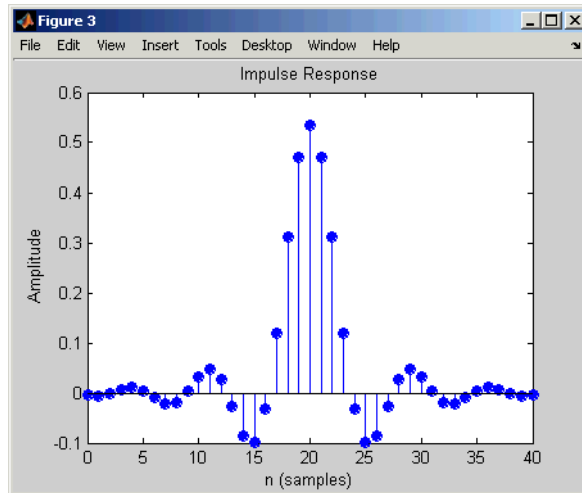 Figure 3
File Edit View Insert Tools Desktop Window Help
Impulse Response
0.6
0.5
0.4
0.3
0.2
0.1
0
-0.1
Amplitude
0 5 10 15 20 25 30 35 40
n (samples)